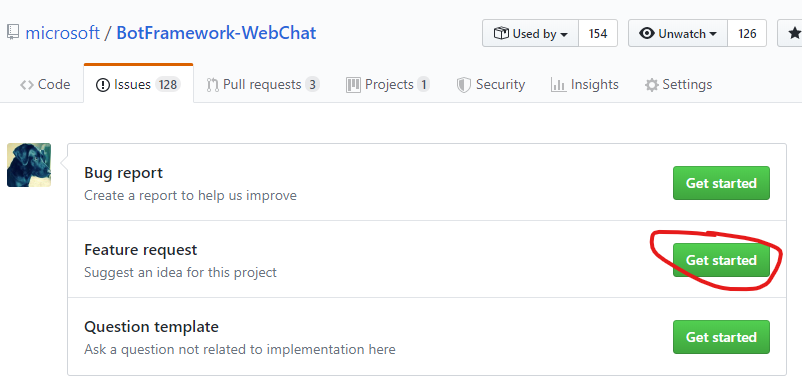 microsoft / BotFramework-WebChat
Used by 154 Unwatch 126
Code Issues 128 Pull requests 3 Projects 1 Security Insights Settings
Bug report
Create a report to help us improve
Get started
Feature request
Suggest an idea for this project
Get started
Question template
Ask a question not related to implementation here
Get started